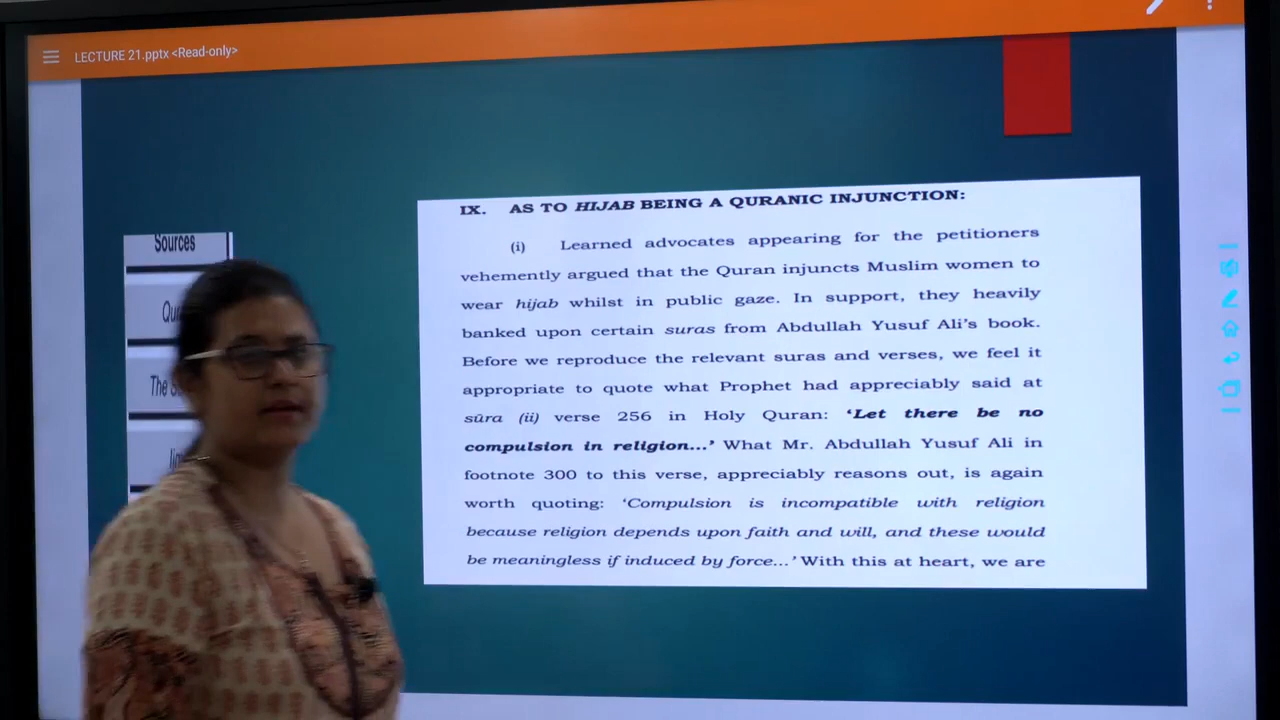 LECTURE 21.pptx <Read-only>
Sources
The
IX. AS TO HIJAB BEING A QURANIC INJUNCTION:
(i) Learned advocates appearing for the petitioners
vehemently argued that the Quran injuncts Muslim women to
wear hijab whilst in public gaze. In support, they heavily
banked upon certain suras from Abdullah Yusuf Ali's book.
Before we reproduce the relevant suras and verses, we feel it
appropriate to quote what Prophet had appreciably said at
sūra (ii) verse 256 in Holy Quran: ‘Let there be no
compulsion in religion...’ What Mr. Abdullah Yusuf Ali in
footnote 300 to this verse, appreciably reasons out, is again
worth quoting: ‘Compulsion is incompatible with religion
because religion depends upon faith and will, and these would
be meaningless if induced by force...’ With this at heart, we are